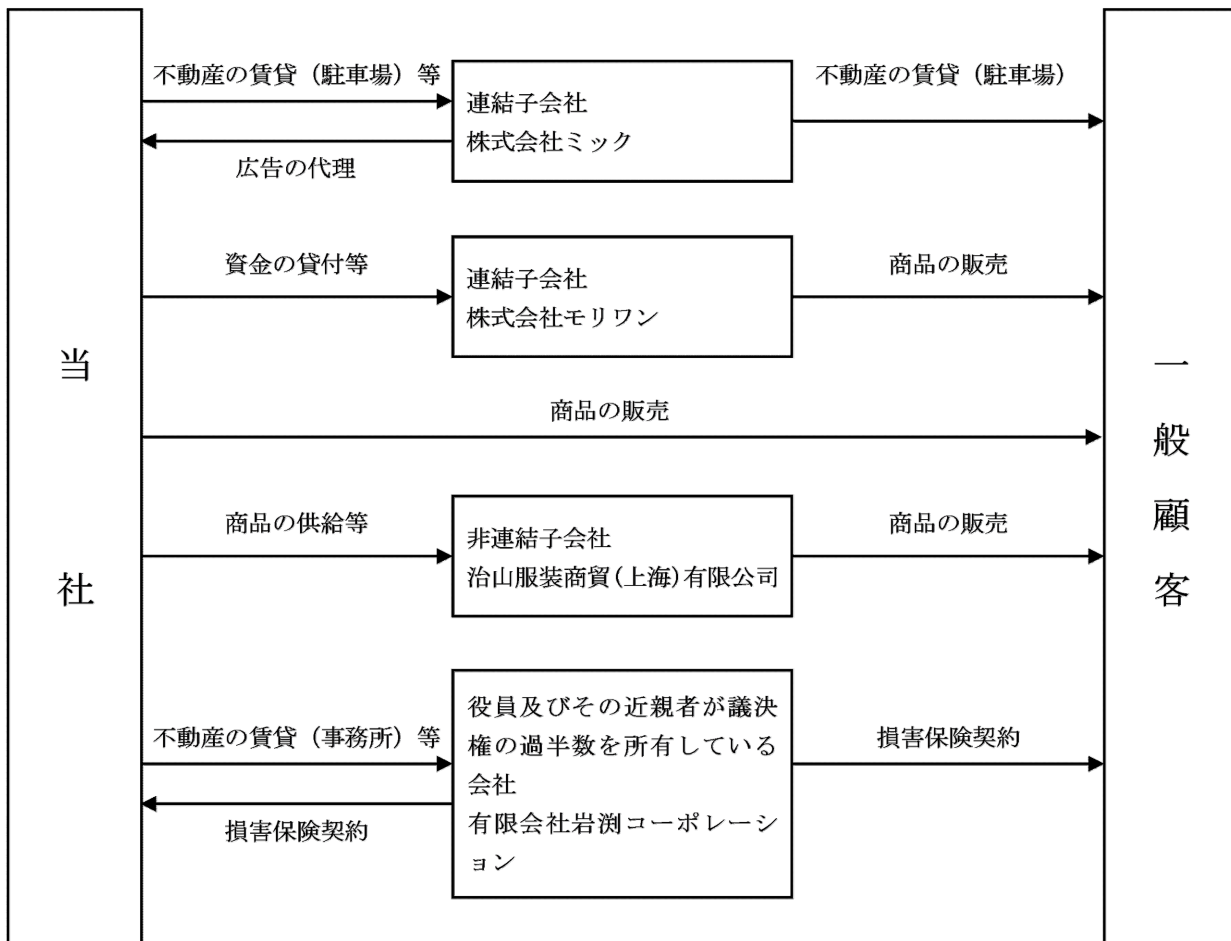 当社
不動産の賃貸（駐車場）等
広告の代理
連結子会社
株式会社ミック
不動産の賃貸（駐車場）
資金の貸付等
連結子会社
株式会社モリワン
商品の販売
商品の販売
商品の供給等
非連結子会社
治山服装商貿(上海)有限公司
商品の販売
不動産の賃貸（事務所）等
損害保険契約
役員及びその近親者が議決
権の過半数を所有している
会社
有限会社岩渕コーポレーシ
ョン
損害保険契約
一般顧客